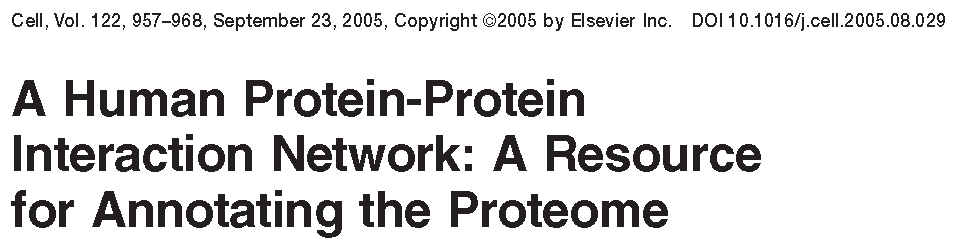 Cell, Vol. 122, 957–968, September 23, 2005, Copyright ©2005 by Elsevier Inc. DOI 10.1016/j.cell.2005.08.029
A Human Protein-Protein
Interaction Network: A Resource
for Annotating the Proteome